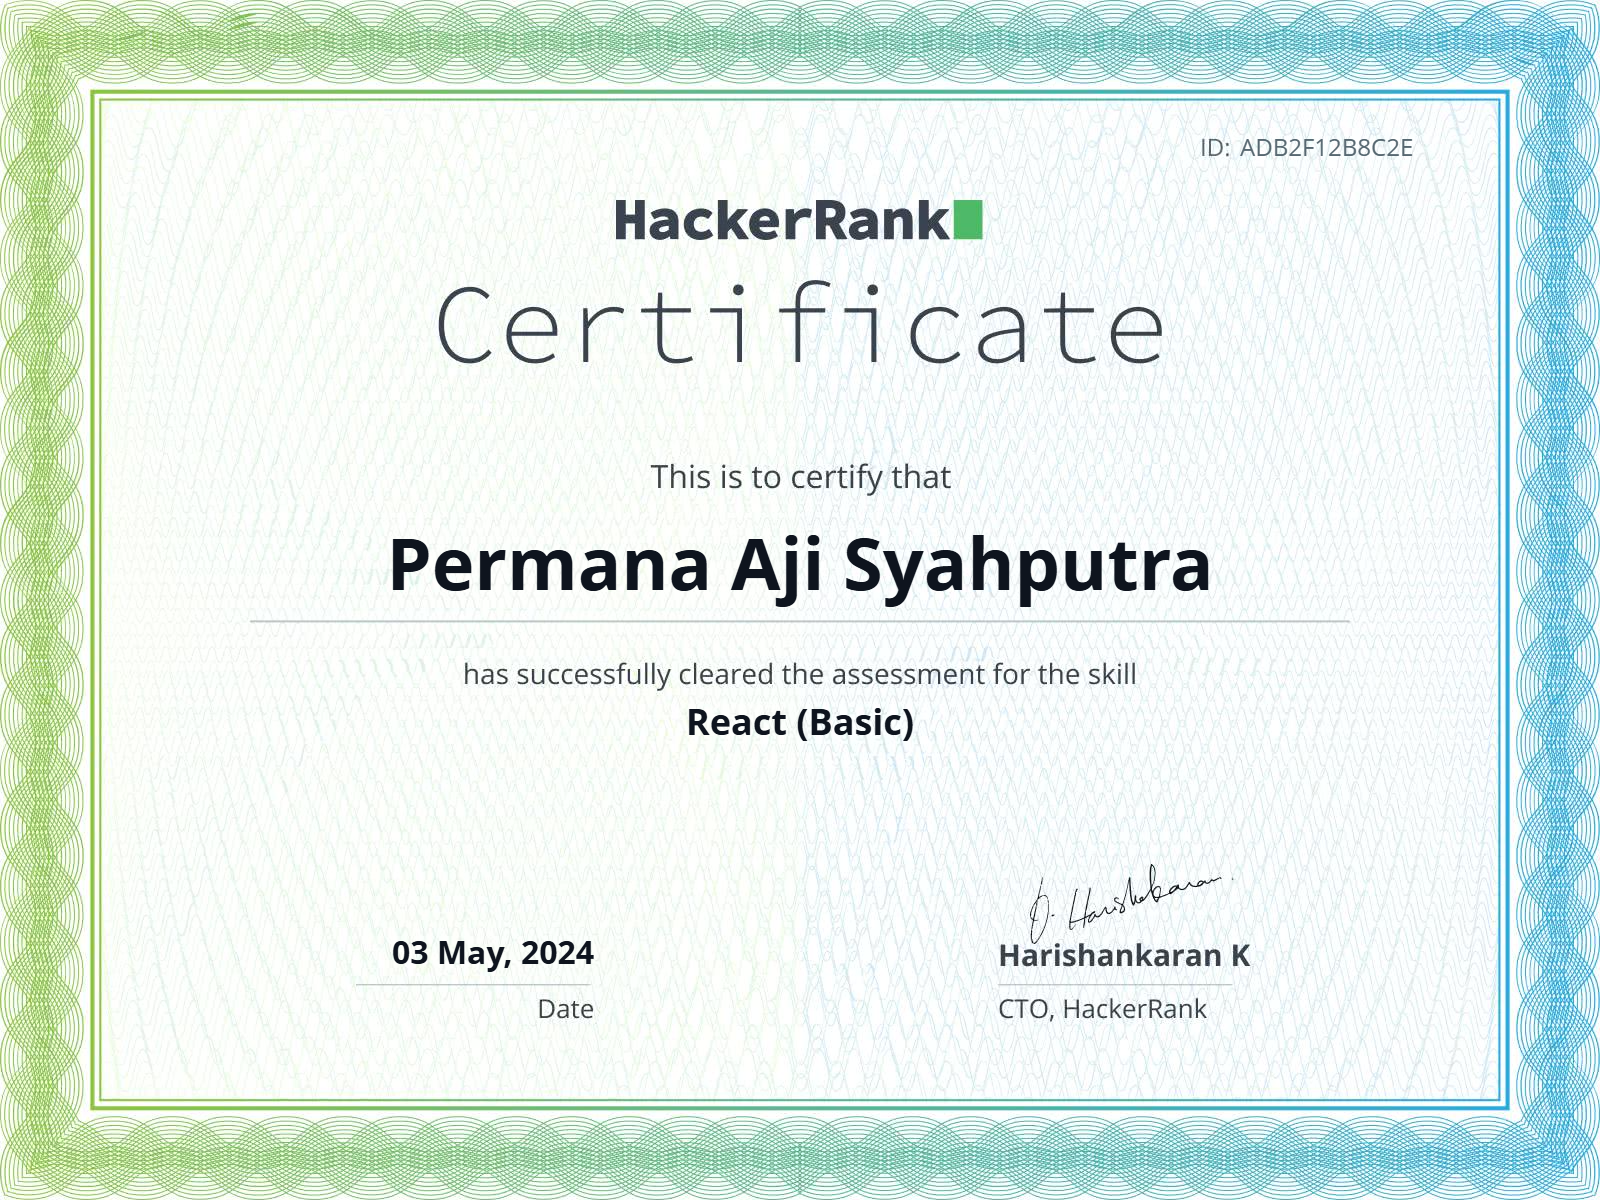 ID: ADB2F12B8C2E
HackerRank
Certificate
This is to certify that
Permana Aji Syahputra
has successfully cleared the assessment for the skill
React (Basic)
03 May, 2024
Date
Harishankaran K
CTO, HackerRank